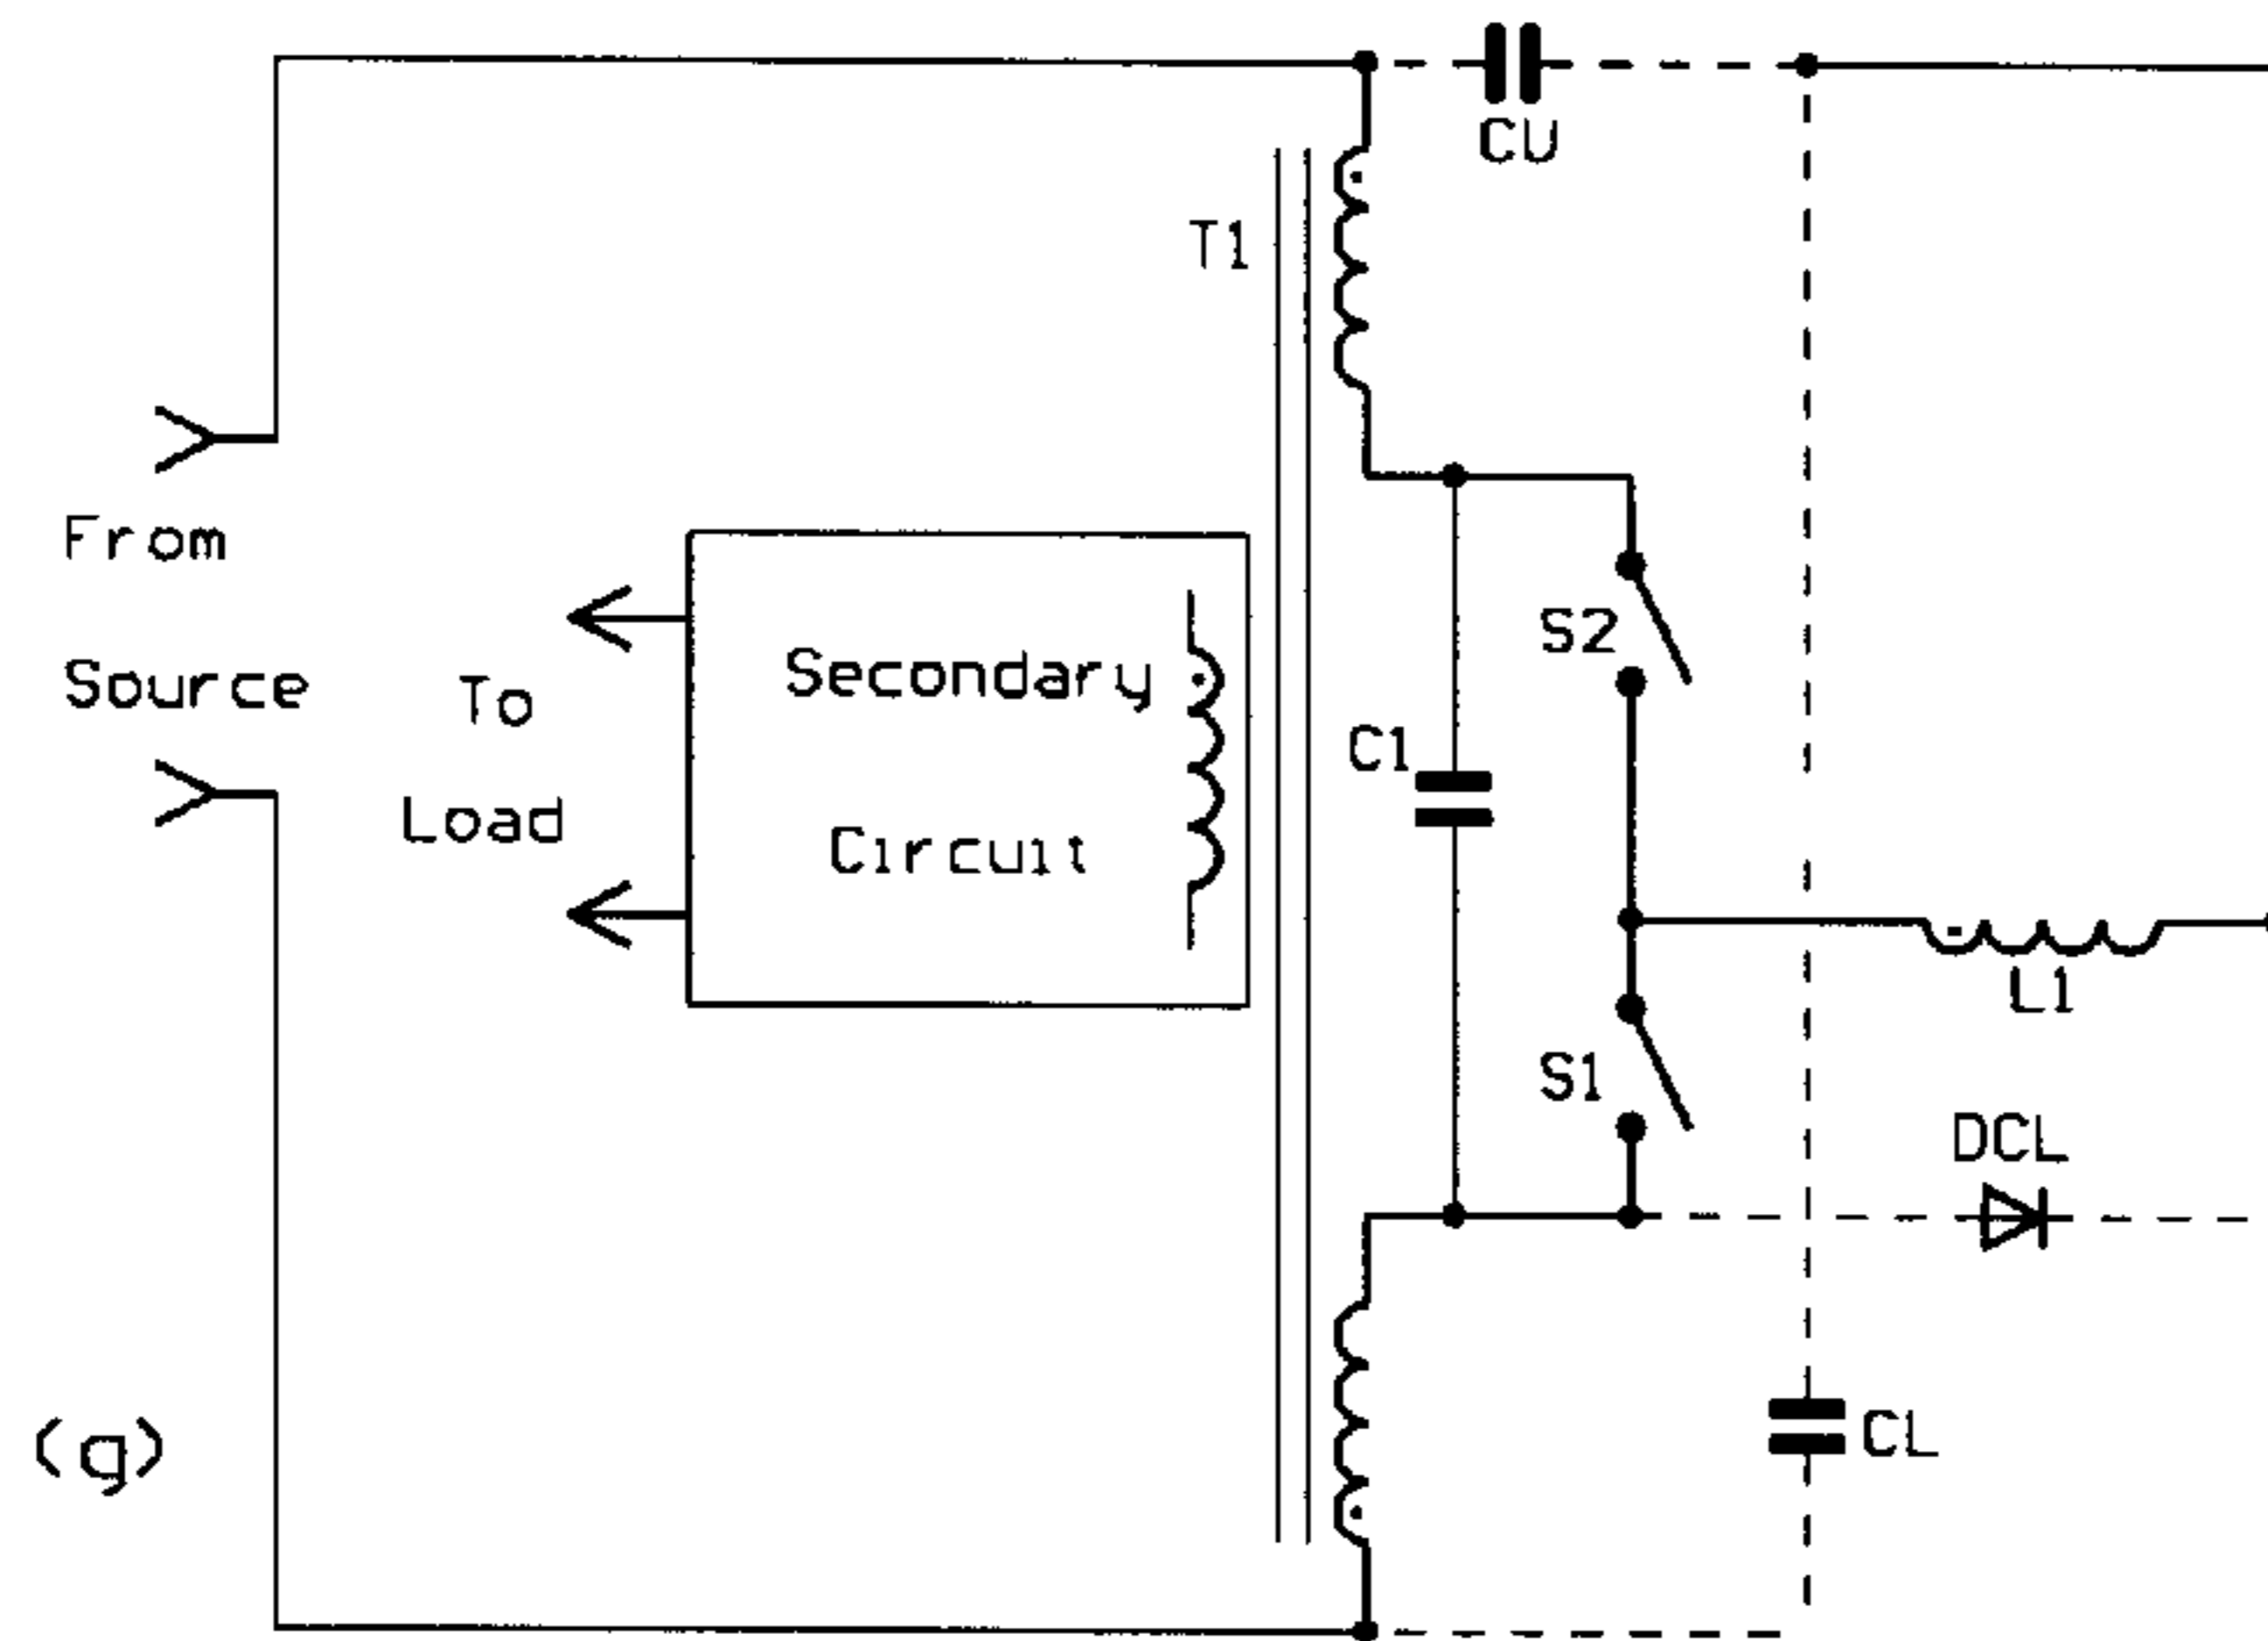 CU
T1
From
Source
To
Load
Secondary
Circuit
S2
C1
L1
S1
DCL
CL
(g)